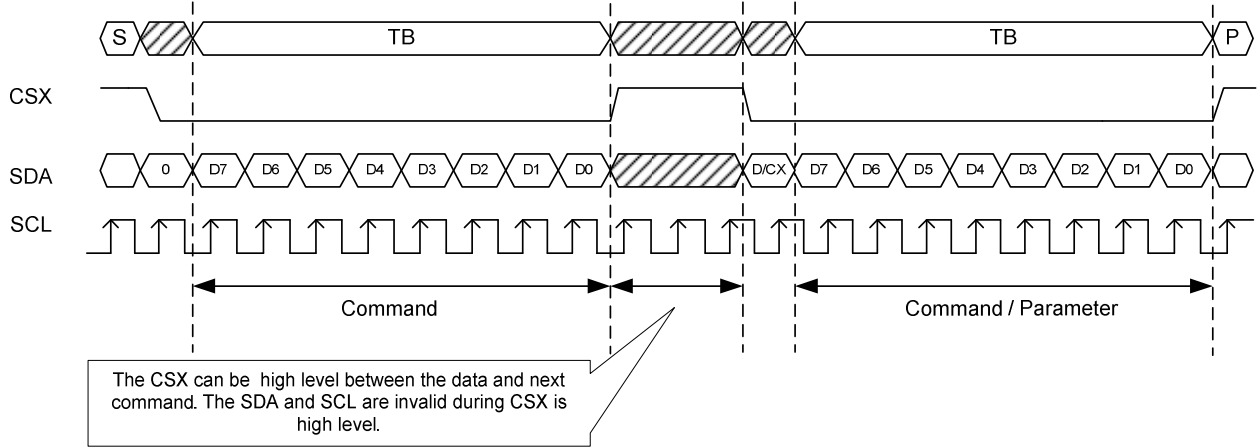 S TB TB P
CSX
SDA 0 D7 D6 D5 D4 D3 D2 D1 D0 D/CX D7 D6 D5 D4 D3 D2 D1 D0
SCL
Command Command / Parameter
The CSX can be high level between the data and next
command. The SDA and SCL are invalid during CSX is
high level.